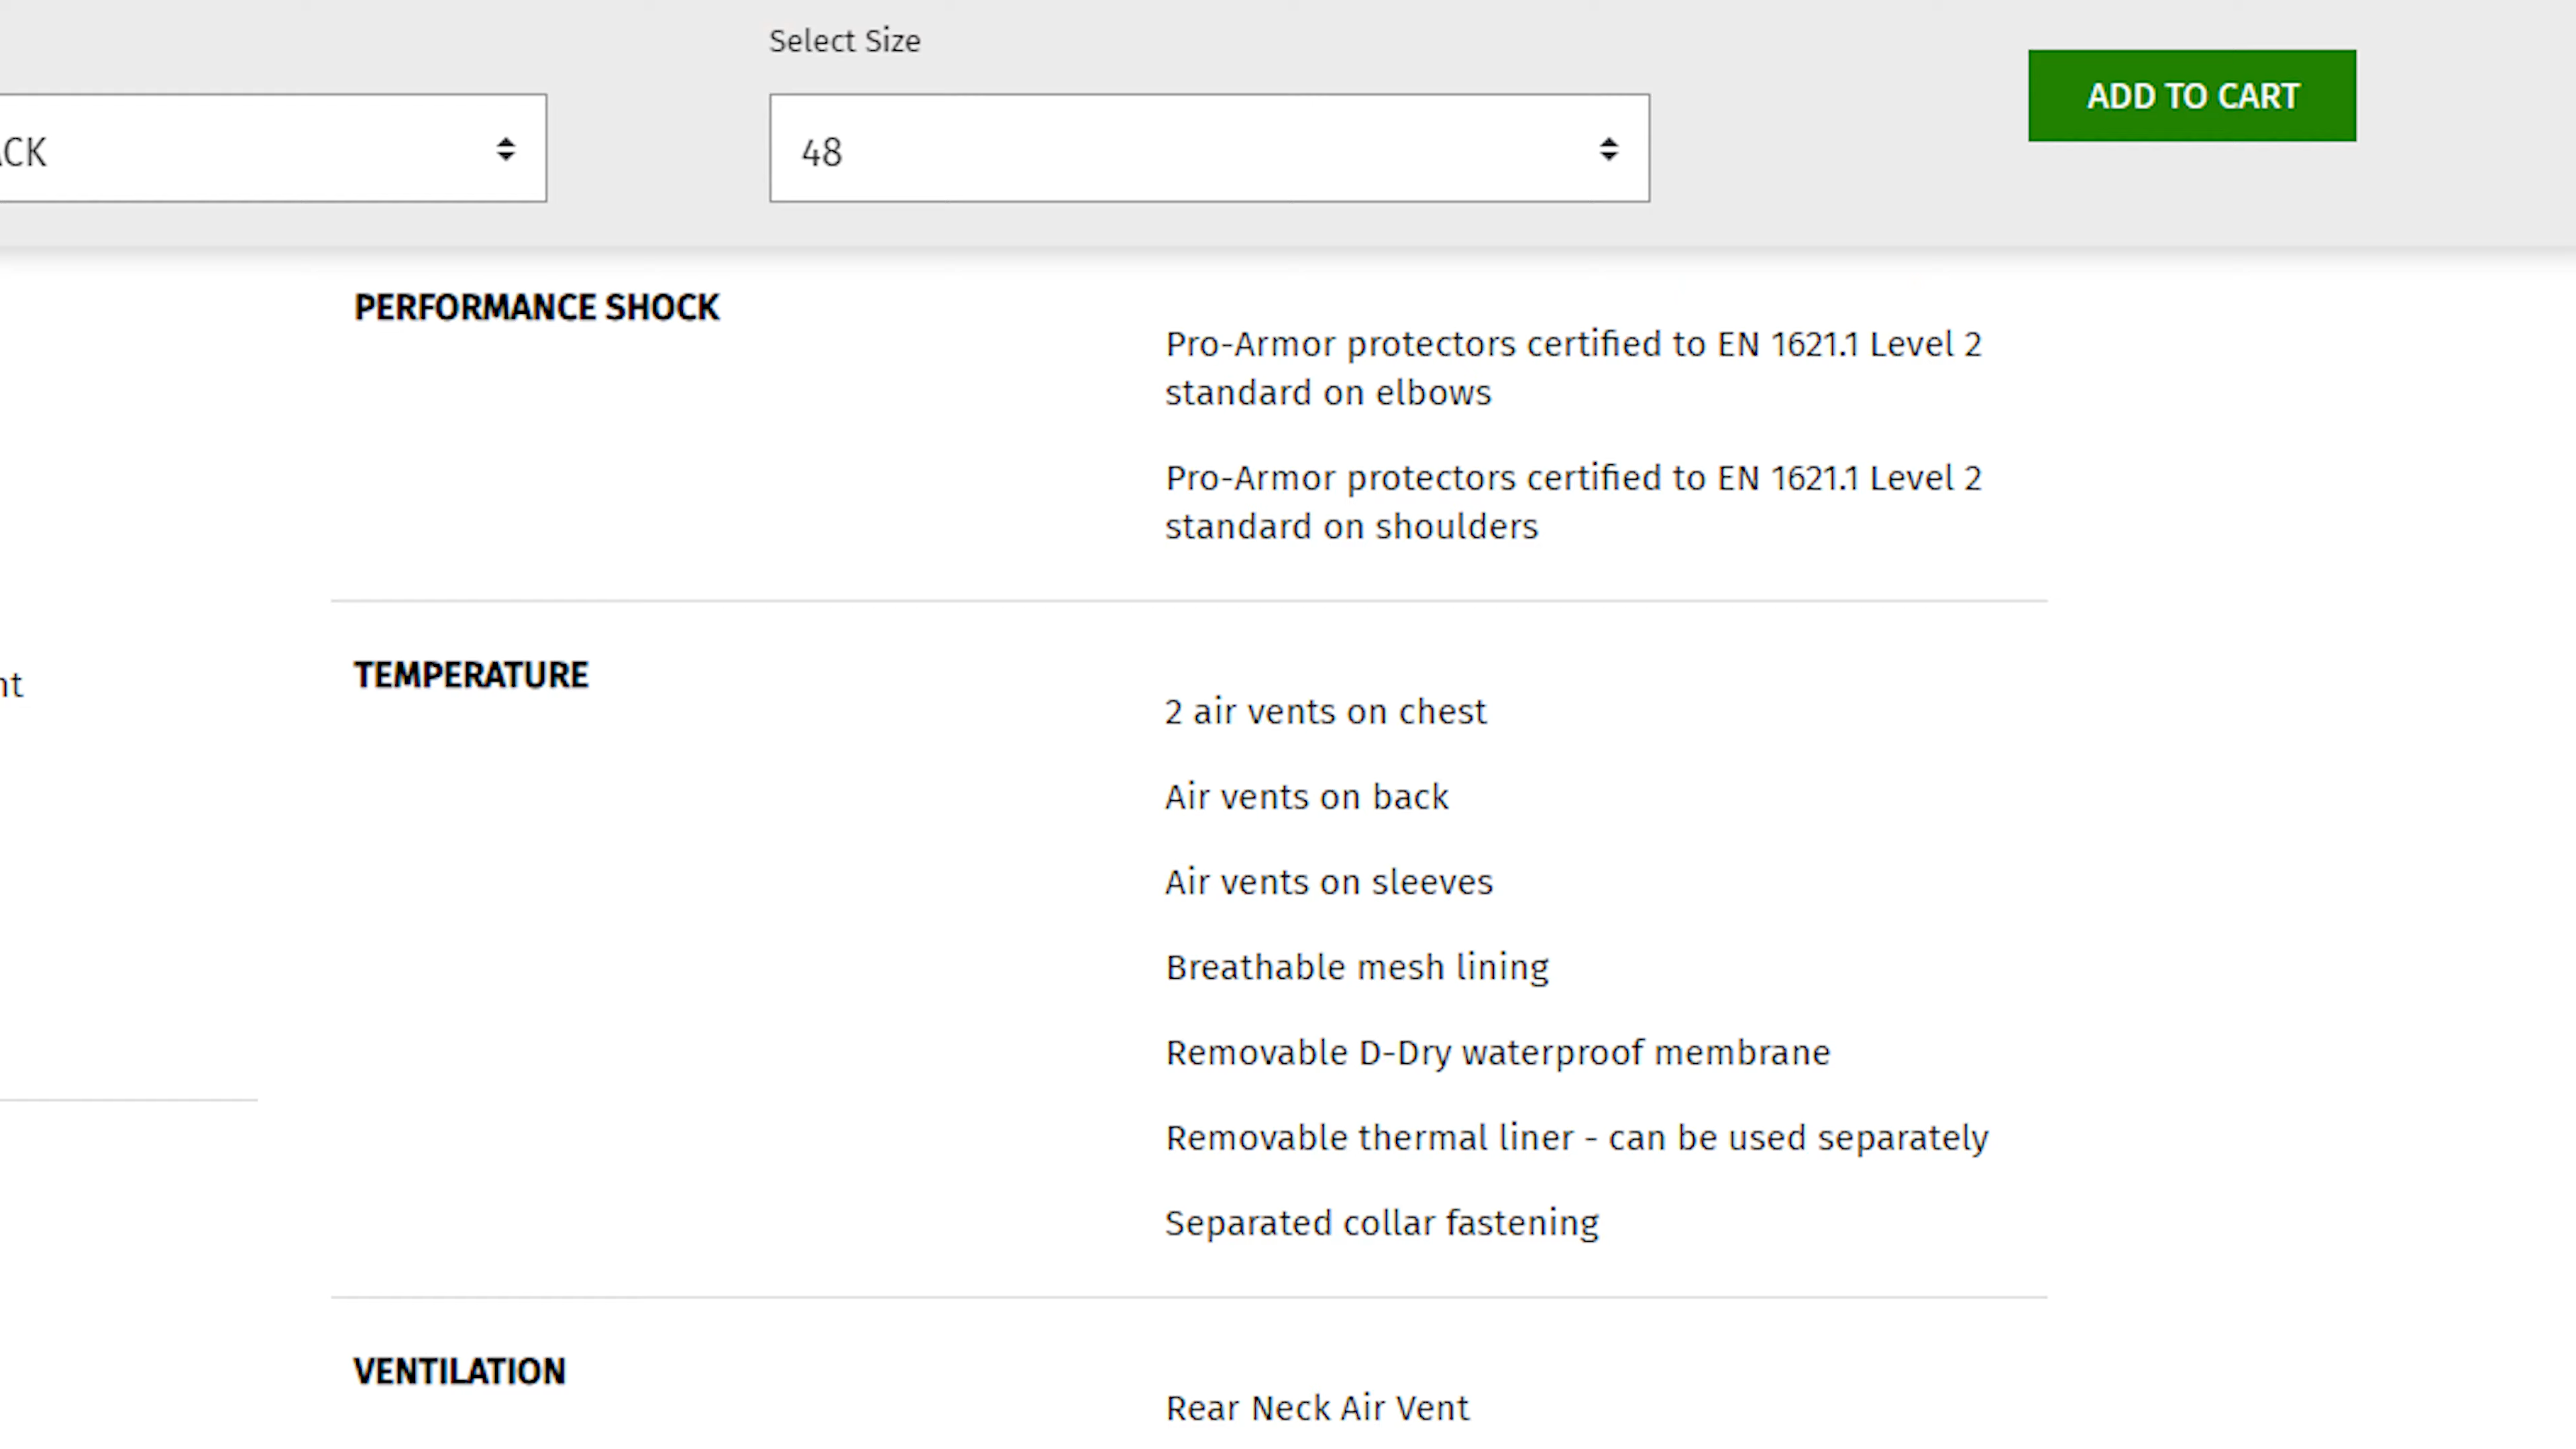 Select Size
ACK
48
ADD TO CART
PERFORMANCE SHOCK
Pro-Armor protectors certified to EN 1621.1 Level 2
standard on elbows
Pro-Armor protectors certified to EN 1621.1 Level 2
standard on shoulders
nt
TEMPERATURE
2 air vents on chest
Air vents on back
Air vents on sleeves
Breathable mesh lining
Removable D-Dry waterproof membrane
Removable thermal liner - can be used separately
Separated collar fastening
VENTILATION
Rear Neck Air Vent